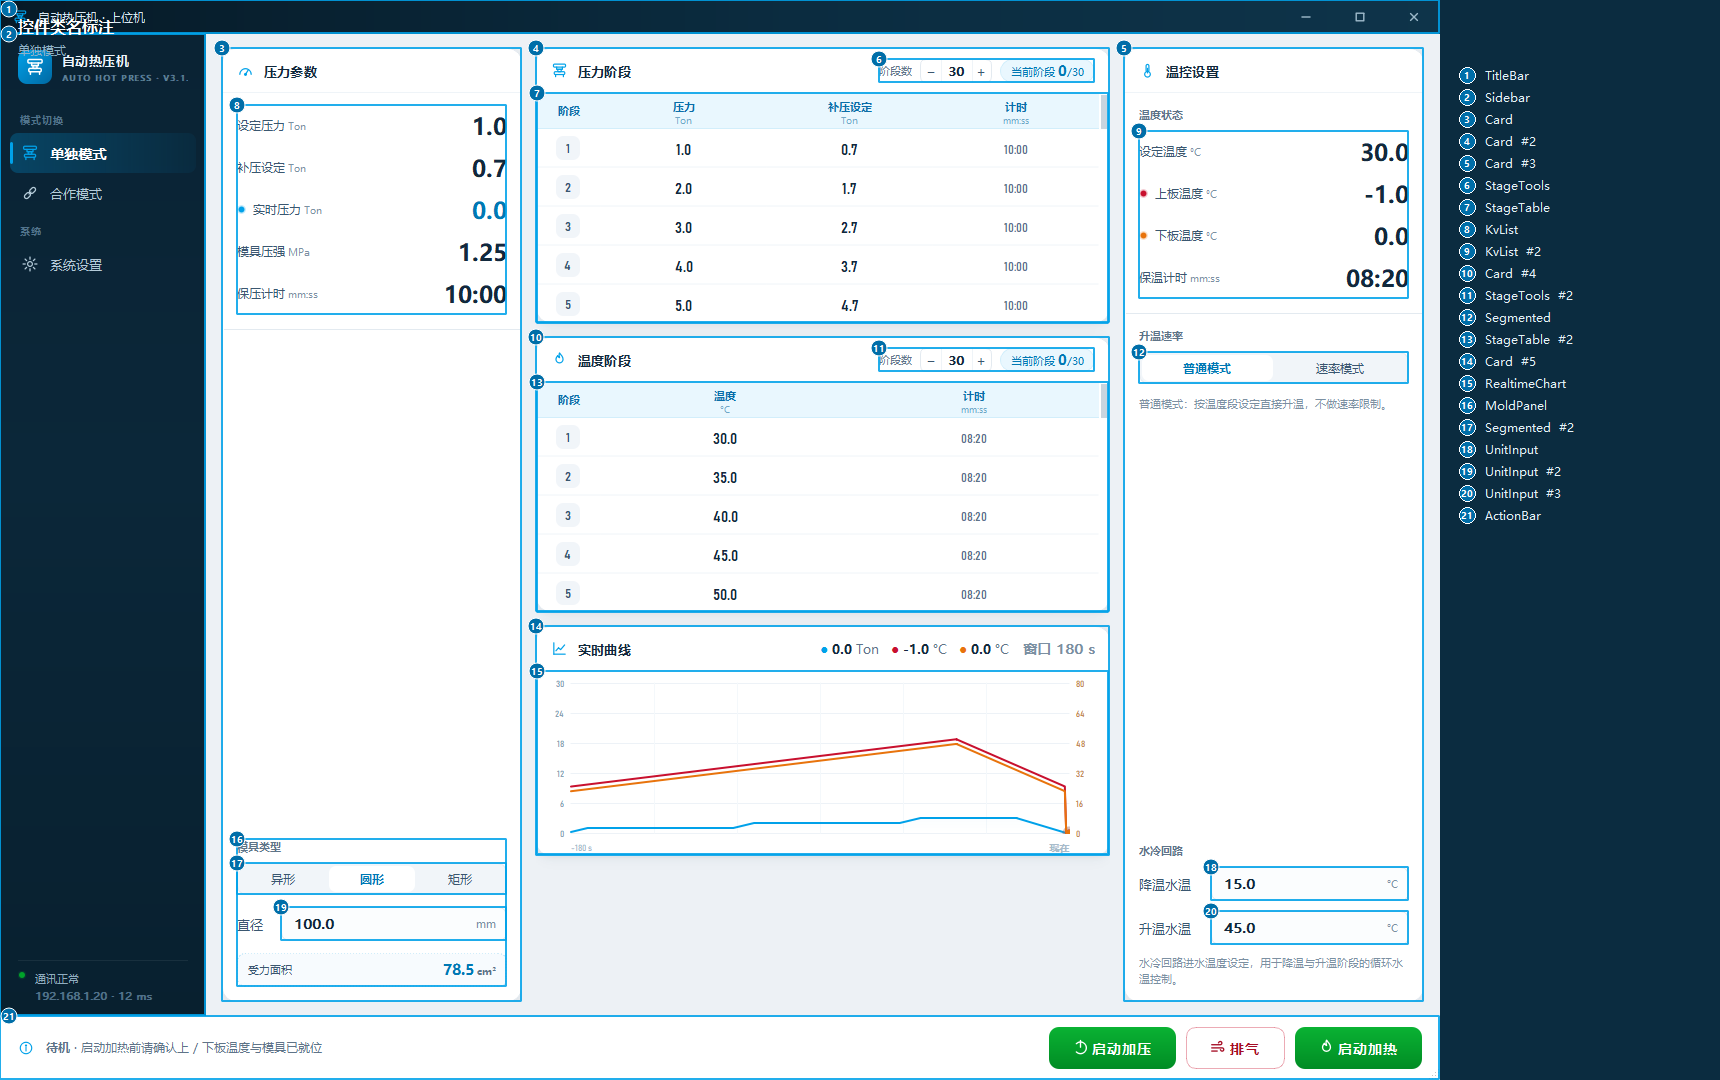 自动热压机 · 上位机
控件类名标注
单独模式
自动热压机
AUTO HOT PRESS · V3.1.
模式切换
单独模式
合作模式
系统
系统设置
通讯正常
192.168.1.20 · 12 ms
压力参数
设定压力 Ton 1.0
补压设定 Ton 0.7
实时压力 Ton 0.0
模具压强 MPa 1.25
保压计时 mm:ss 10:00
模具类型
异形 圆形 矩形
直径 100.0 mm
受力面积 78.5 cm²
压力阶段 阶段数 − 30 + 当前阶段 0/30
阶段 压力 补压设定 计时
Ton Ton mm:ss
1 1.0 0.7 10:00
2 2.0 1.7 10:00
3 3.0 2.7 10:00
4 4.0 3.7 10:00
5 5.0 4.7 10:00
温度阶段 阶段数 − 30 + 当前阶段 0/30
阶段 温度 计时
°C mm:ss
1 30.0 08:20
2 35.0 08:20
3 40.0 08:20
4 45.0 08:20
5 50.0 08:20
实时曲线 0.0 Ton -1.0 °C 0.0 °C 窗口 180 s
30 80
24 64
18 48
12 32
6 16
0 0
-180 s 现在
温控设置
温度状态
设定温度 °C 30.0
上板温度 °C -1.0
下板温度 °C 0.0
保温计时 mm:ss 08:20
升温速率
普通模式 速率模式
普通模式：按温度段设定直接升温，不做速率限制。
水冷回路
降温水温 15.0 °C
升温水温 45.0 °C
水冷回路进水温度设定，用于降温与升温阶段的循环水
温控制。
待机 · 启动加热前请确认上 / 下板温度与模具已就位
启动加压 排气 启动加热
1 TitleBar
2 Sidebar
3 Card
4 Card #2
5 Card #3
6 StageTools
7 StageTable
8 KvList
9 KvList #2
10 Card #4
11 StageTools #2
12 Segmented
13 StageTable #2
14 Card #5
15 RealtimeChart
16 MoldPanel
17 Segmented #2
18 UnitInput
19 UnitInput #2
20 UnitInput #3
21 ActionBar